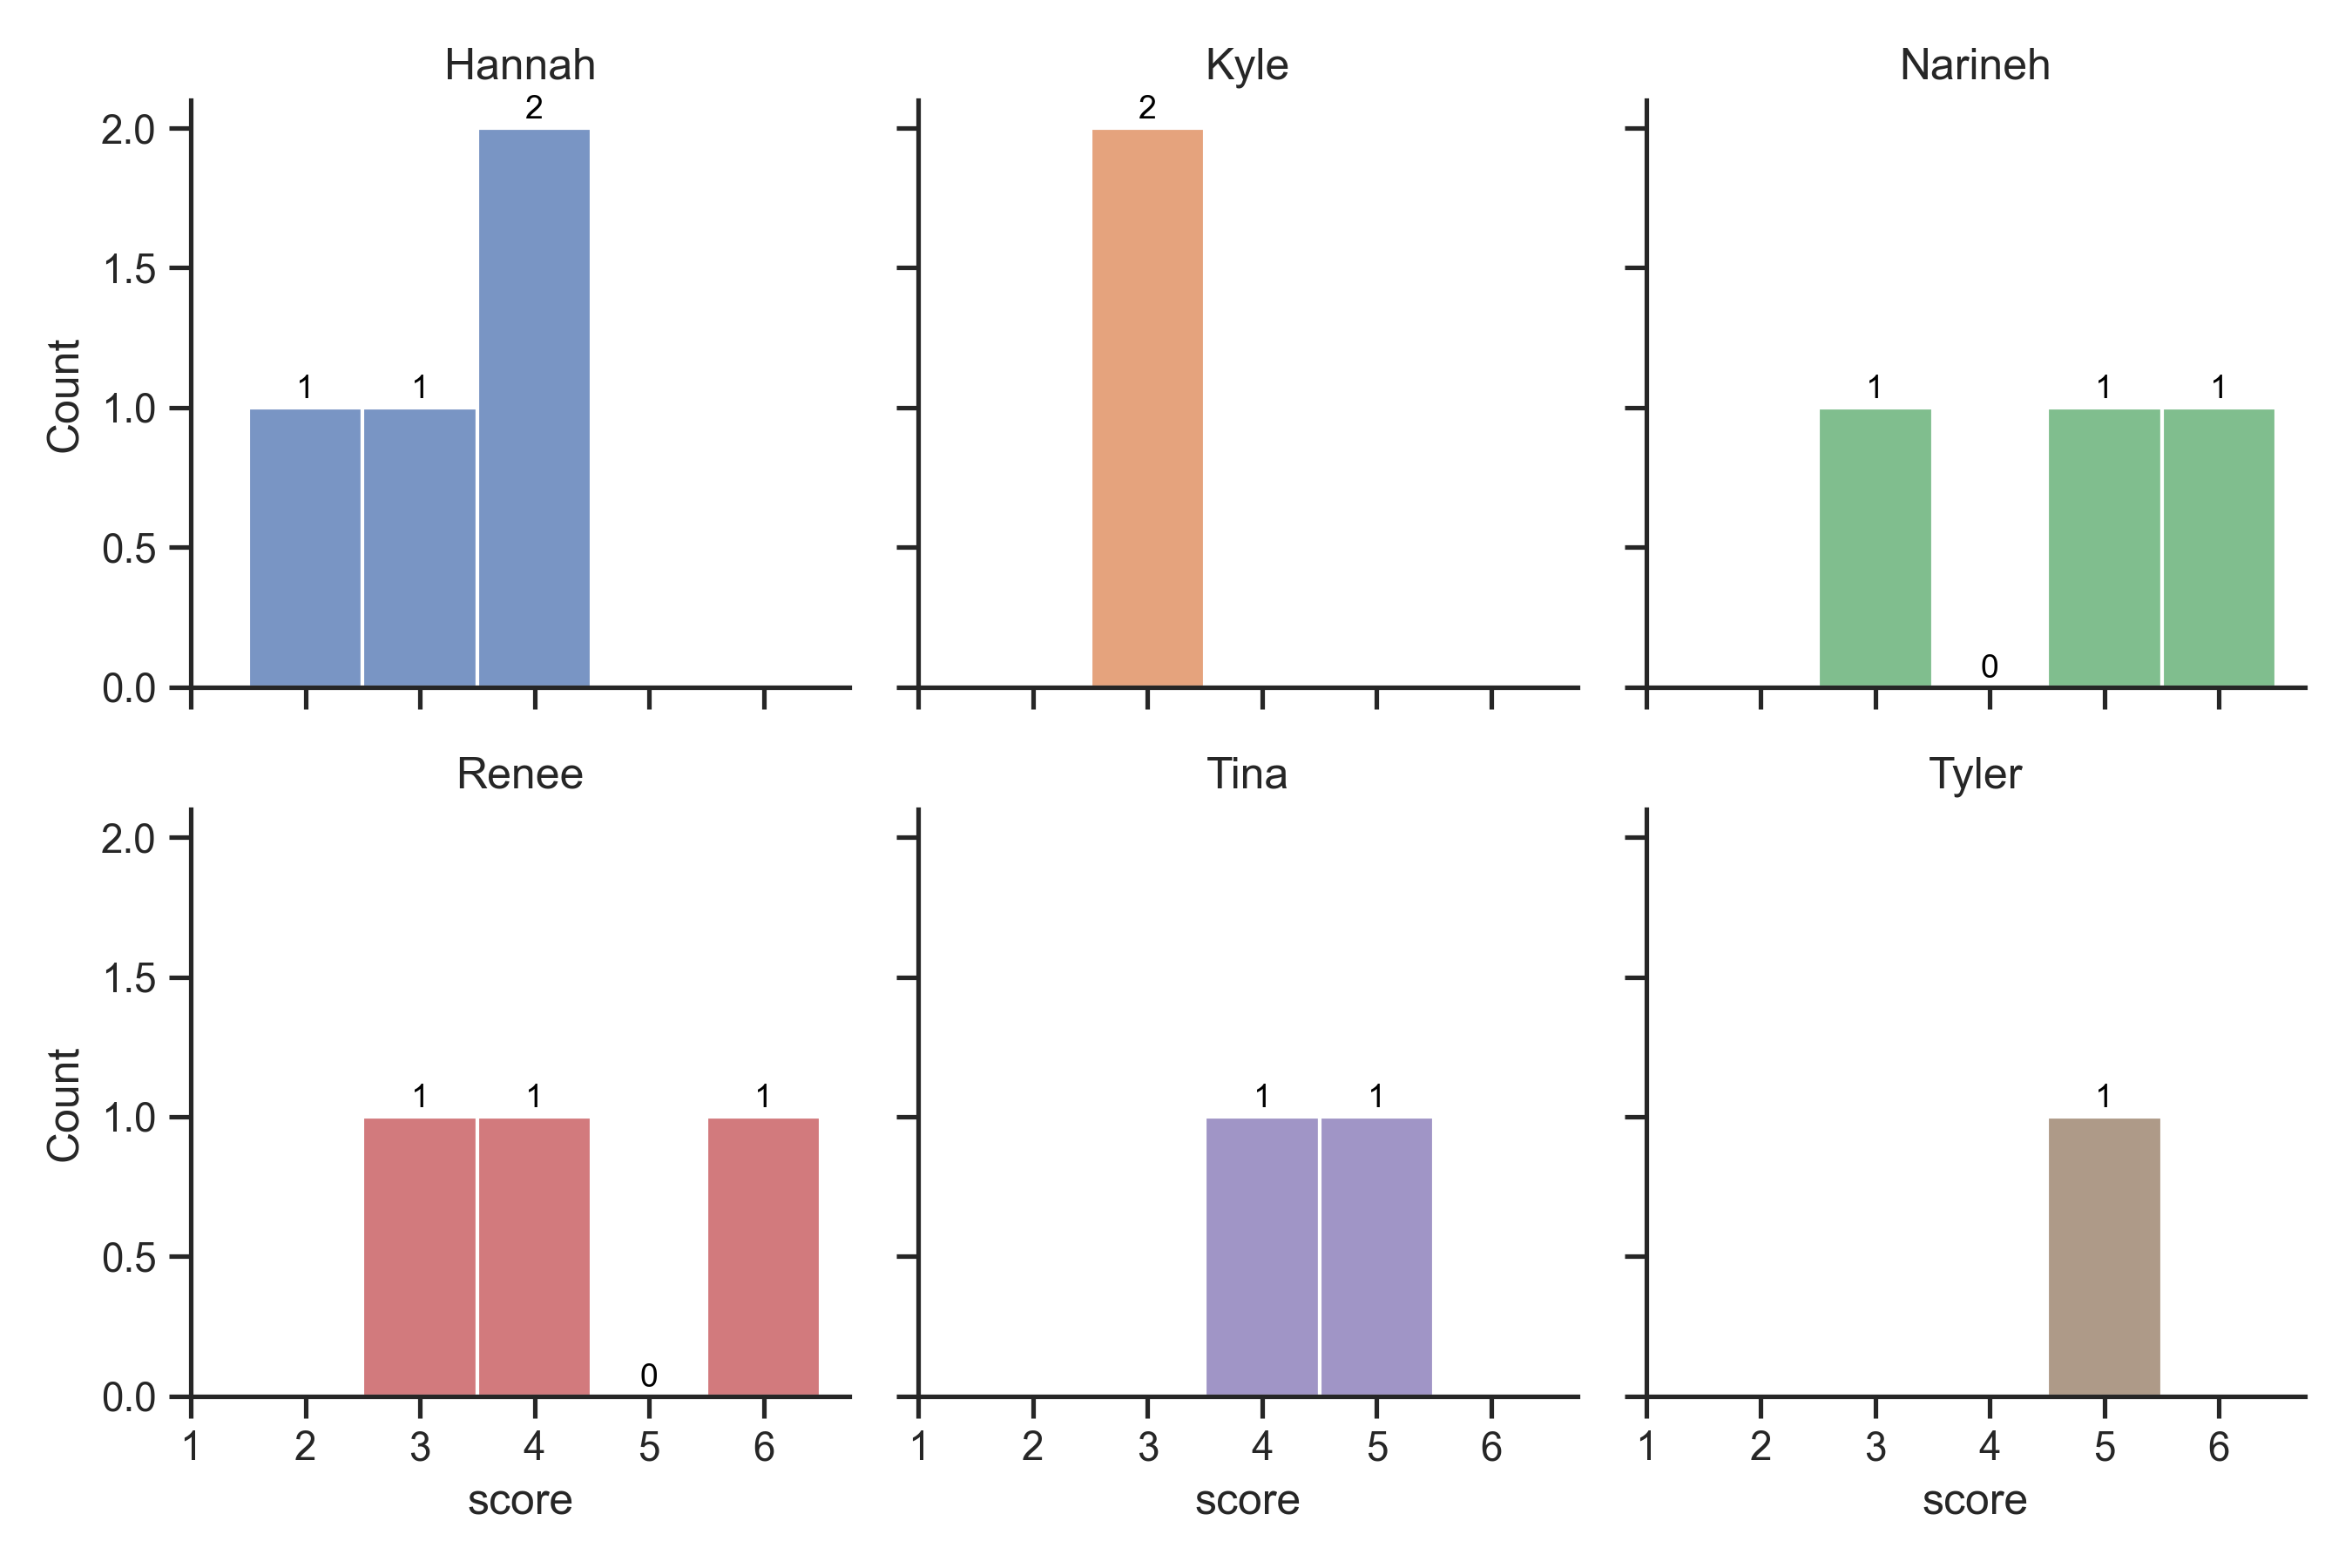 Hannah Kyle Narineh
2 2
2.0
1.5
1 1 1 1 1
1.0
Count
0.5
0
0.0
Renee Tina Tyler
2.0
1.5
1 1 1 1 1 1
1.0
Count
0.5
0
0.0
1 2 3 4 5 6 1 2 3 4 5 6 1 2 3 4 5 6
score score score